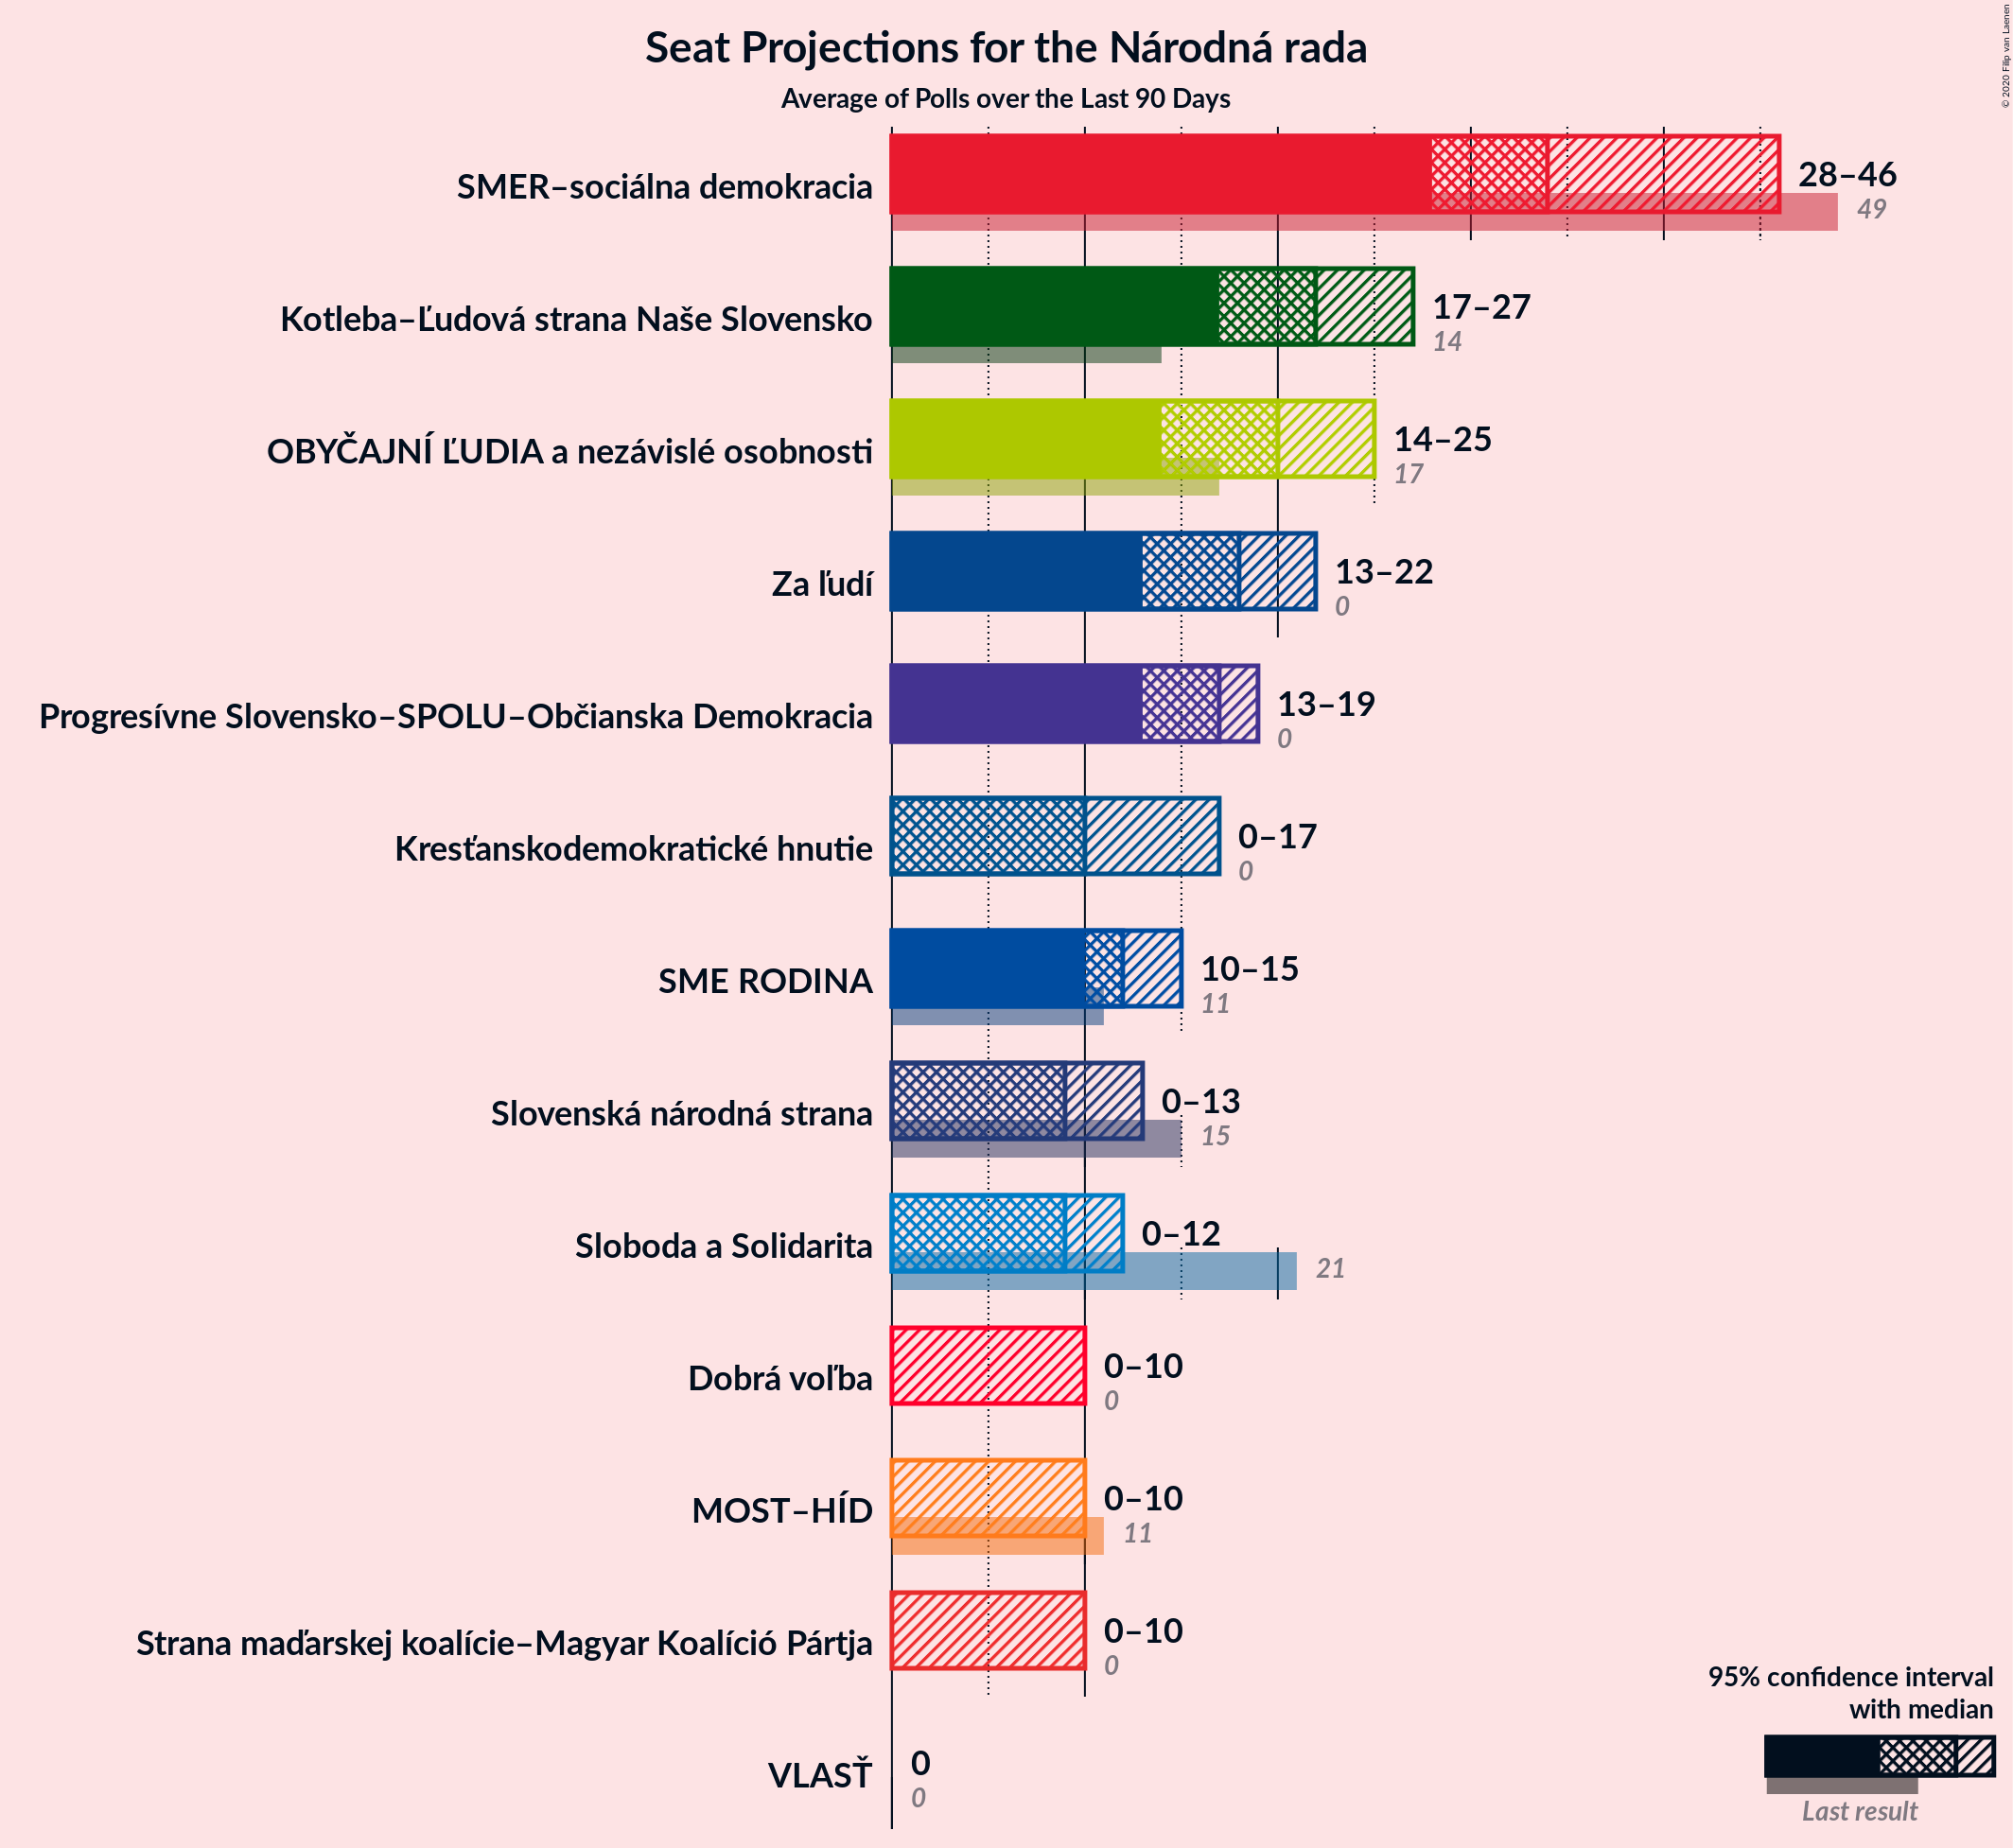 Seat Projections for the Národná rada
Average of Polls over the Last 90 Days
© 2020 Filip van Laenen
SMER–sociálna demokracia
28–46
49
Kotleba–Ľudová strana Naše Slovensko
17–27
14
OBYČAJNÍ ĽUDIA a nezávislé osobnosti
14–25
17
Za ľudí
13–22
0
Progresívne Slovensko–SPOLU–Občianska Demokracia
13–19
0
Kresťanskodemokratické hnutie
0–17
0
SME RODINA
10–15
11
Slovenská národná strana
0–13
15
Sloboda a Solidarita
0–12
21
Dobrá voľba
0–10
0
MOST–HÍD
0–10
11
Strana maďarskej koalície–Magyar Koalíció Pártja
0–10
0
VLASŤ
0
0
95% confidence interval
with median
Last result